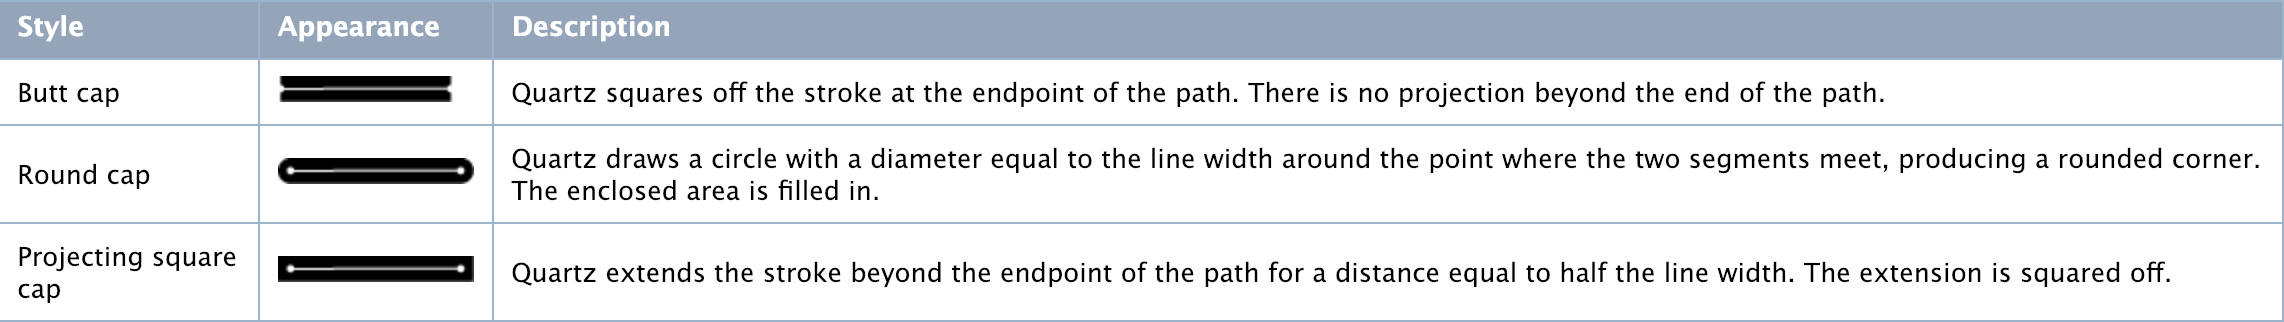 Style Appearance Description
Butt cap Quartz squares off the stroke at the endpoint of the path. There is no projection beyond the end of the path.
Round cap Quartz draws a circle with a diameter equal to the line width around the point where the two segments meet, producing a rounded corner.
The enclosed area is filled in.
Projecting square
cap
Quartz extends the stroke beyond the endpoint of the path for a distance equal to half the line width. The extension is squared off.